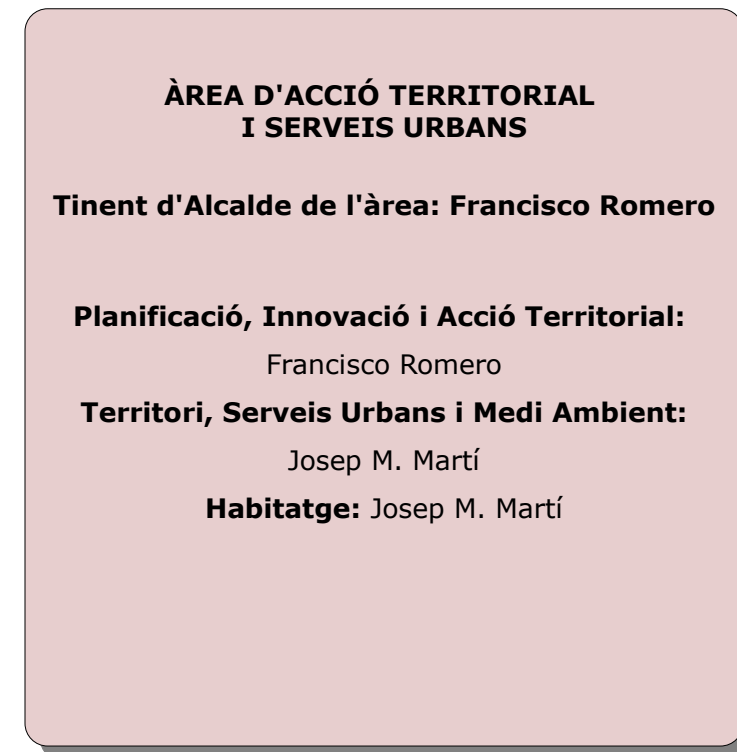 ÀREA D'ACCIÓ TERRITORIAL
I SERVEIS URBANS
Tinent d'Alcalde de l'àrea: Francisco Romero
Planificació, Innovació i Acció Territorial:
Francisco Romero
Territori, Serveis Urbans i Medi Ambient:
Josep M. Martí
Habitatge: Josep M. Martí